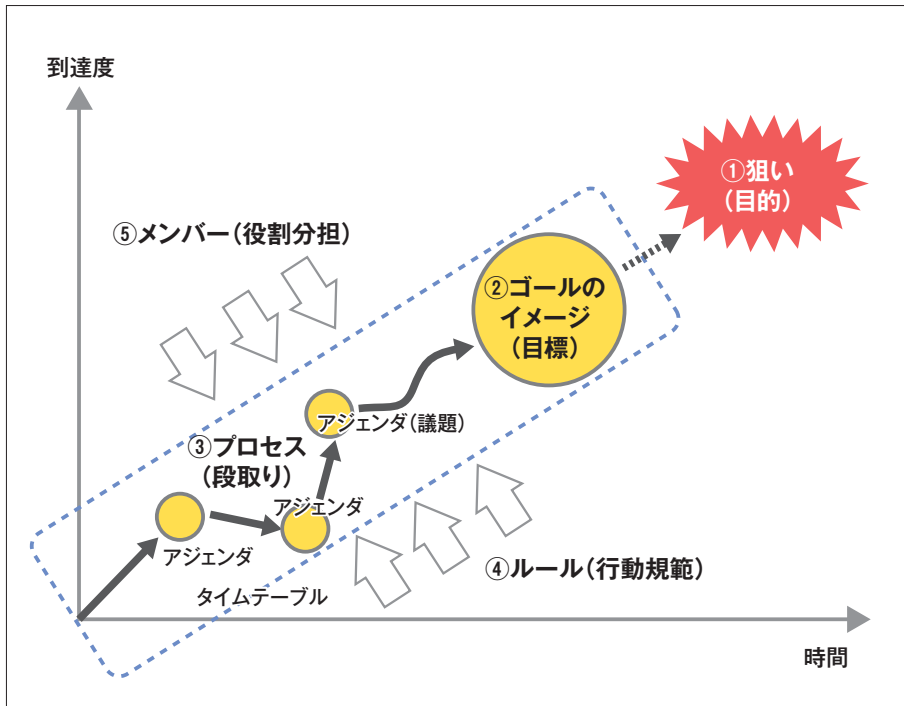 到達度
①狙い
(目的)
⑤メンバー(役割分担)
②ゴールの
イメージ
(目標)
アジェンダ(議題)
③プロセス
(段取り)
アジェンダ
アジェンダ
④ルール(行動規範)
タイムテーブル
時間